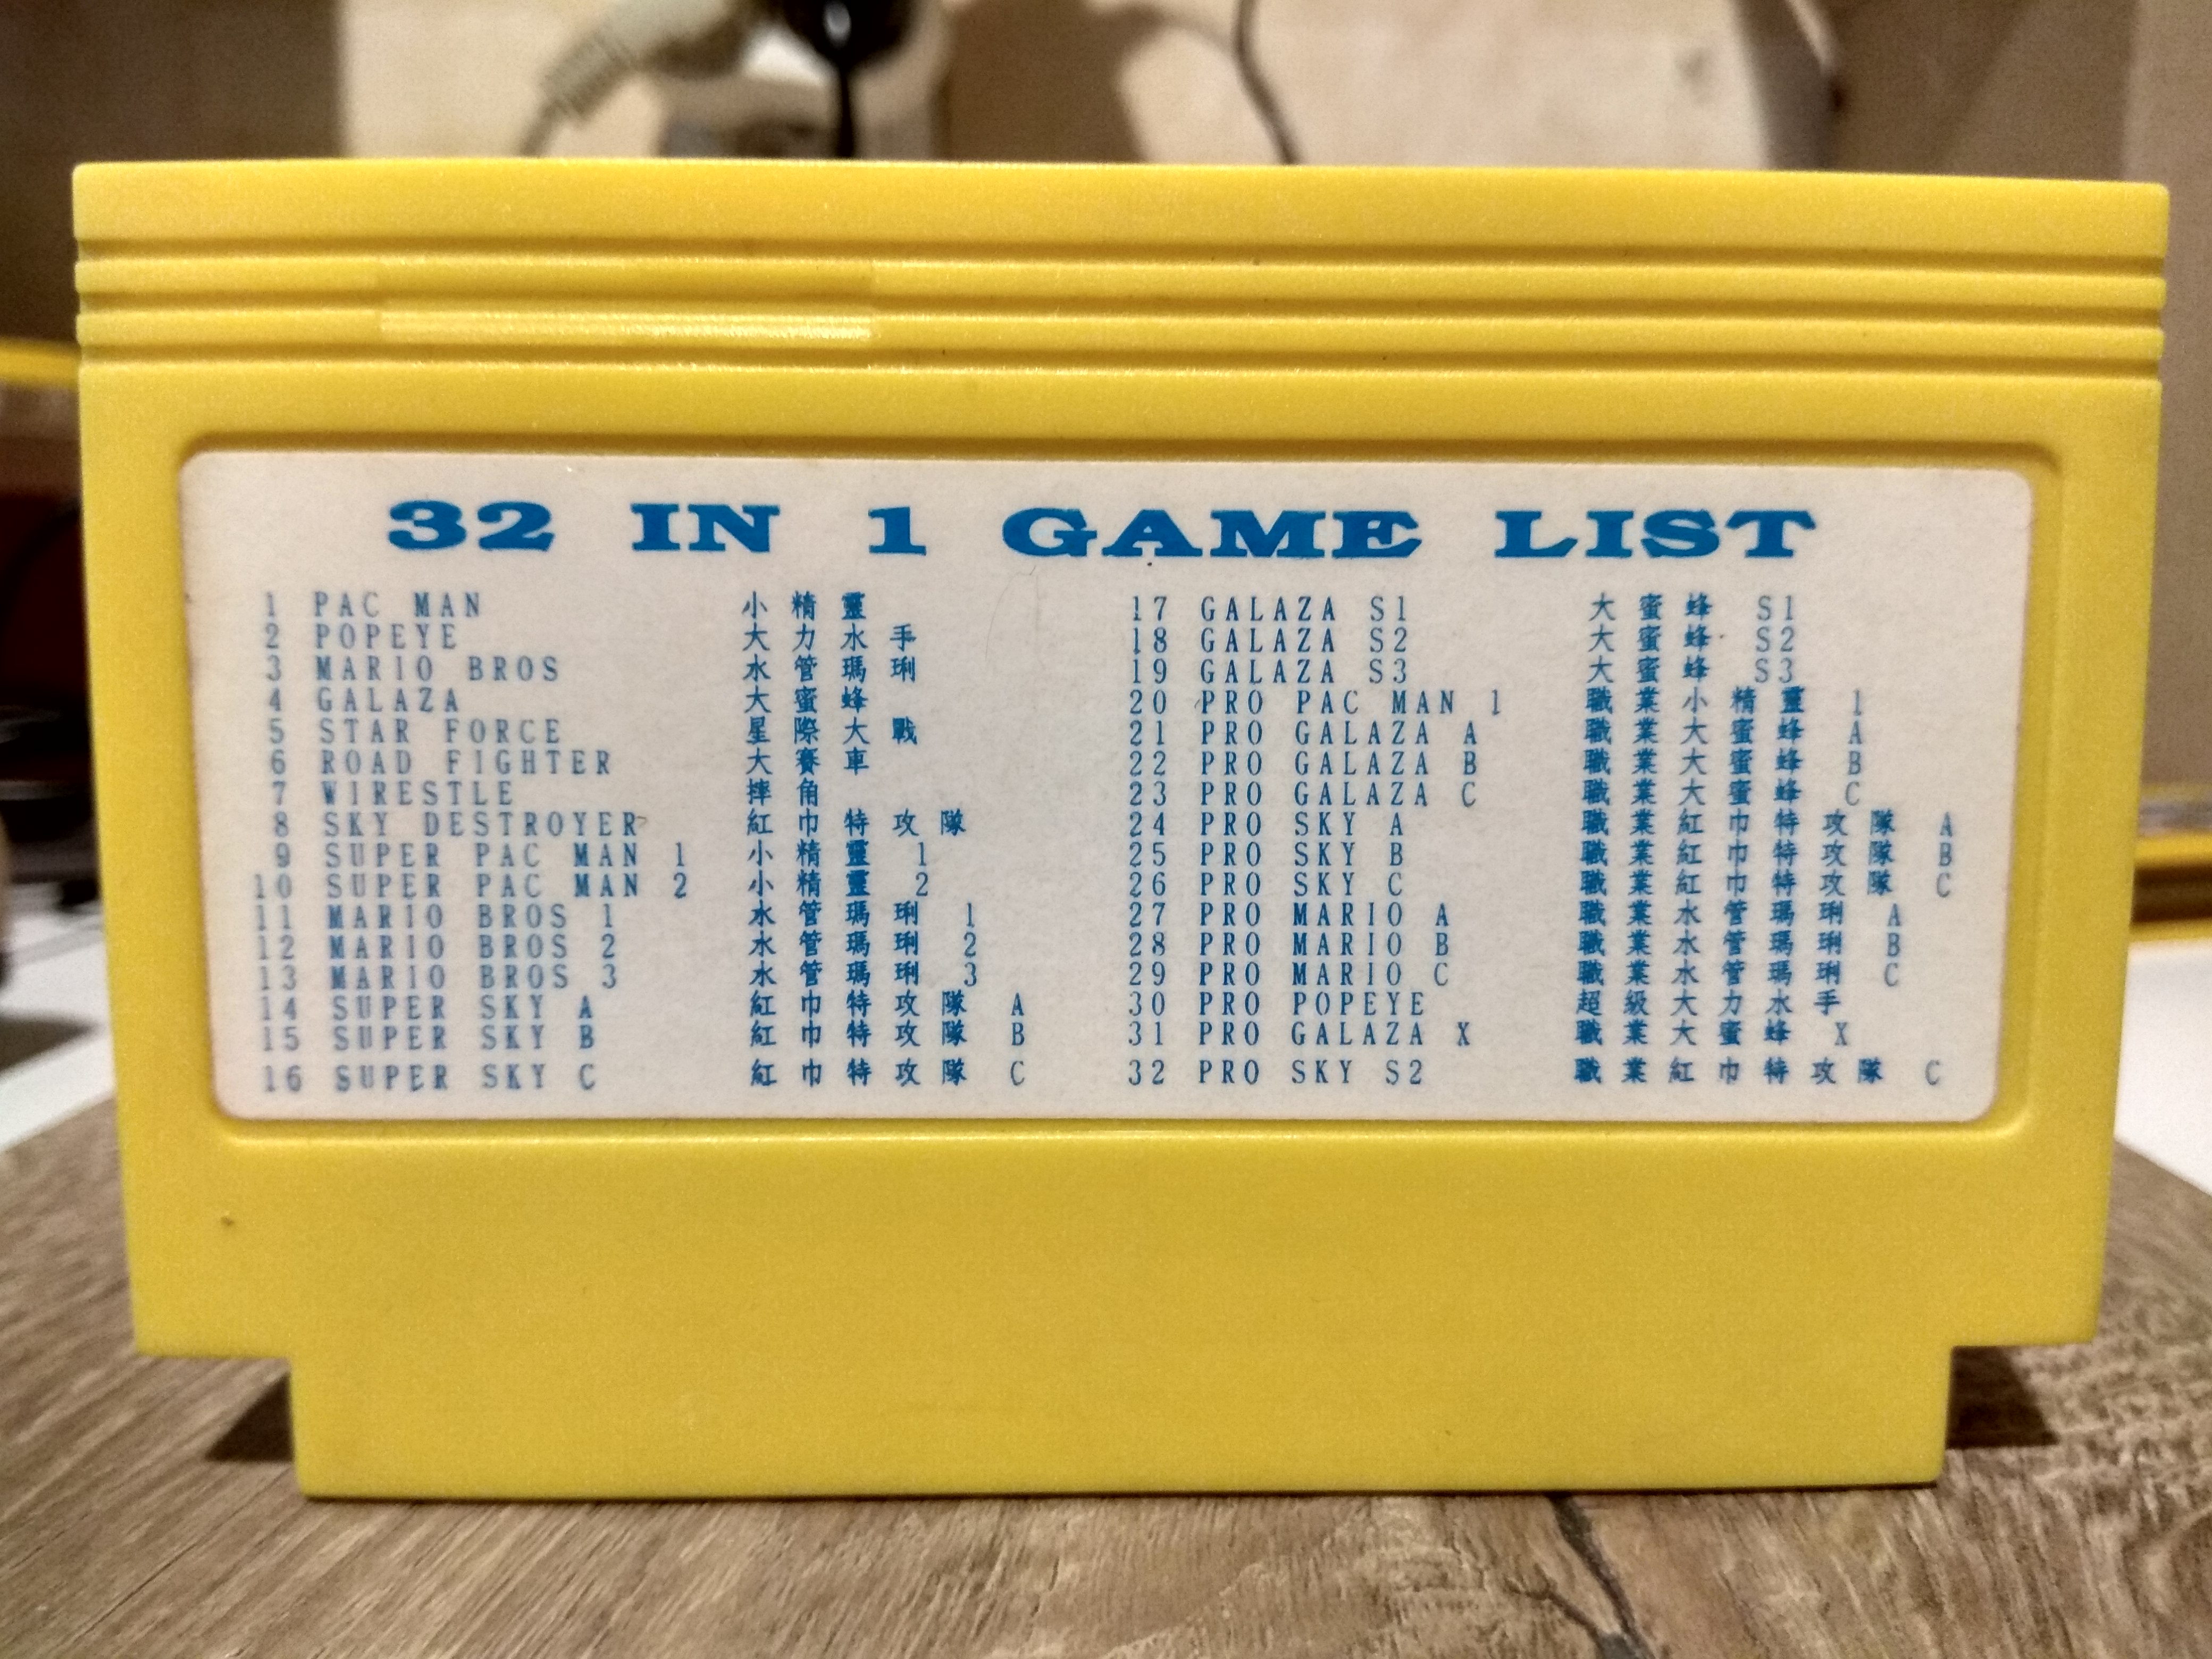 32 IN 1 GAME LIST
1 PAC MAN 小精靈
2 POPEYE 大力水手
3 MARIO BROS 水管瑪琍
4 GALAZA 大蜜蜂
5 STAR FORCE 星際大戰
6 ROAD FIGHTER 大賽車
7 WIRESTLE 摔角
8 SKY DESTROYER 紅巾特攻隊
9 SUPER PAC MAN 1 小精靈 1
10 SUPER PAC MAN 2 小精靈 2
11 MARIO BROS 1 水管瑪琍 1
12 MARIO BROS 2 水管瑪琍 2
13 MARIO BROS 3 水管瑪琍 3
14 SUPER SKY A 紅巾特攻隊 A
15 SUPER SKY B 紅巾特攻隊 B
16 SUPER SKY C 紅巾特攻隊 C
17 GALAZA S1 大蜜蜂 S1
18 GALAZA S2 大蜜蜂 S2
19 GALAZA S3 大蜜蜂 S3
20 PRO PAC MAN 1 職業小精靈 1
21 PRO GALAZA A 職業大蜜蜂 A
22 PRO GALAZA B 職業大蜜蜂 B
23 PRO GALAZA C 職業大蜜蜂 C
24 PRO SKY A 職業紅巾特攻隊 A
25 PRO SKY B 職業紅巾特攻隊 B
26 PRO SKY C 職業紅巾特攻隊 C
27 PRO MARIO A 職業水管瑪琍 A
28 PRO MARIO B 職業水管瑪琍 B
29 PRO MARIO C 職業水管瑪琍 C
30 PRO POPEYE 超級大力水手
31 PRO GALAZA X 職業大蜜蜂 X
32 PRO SKY S2 職業紅巾特攻隊 C